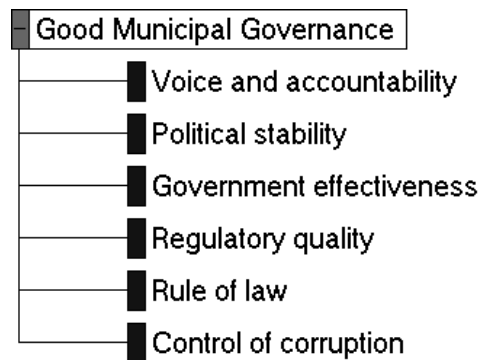 Good Municipal Governance
Voice and accountability
Political stability
Government effectiveness
Regulatory quality
Rule of law
Control of corruption